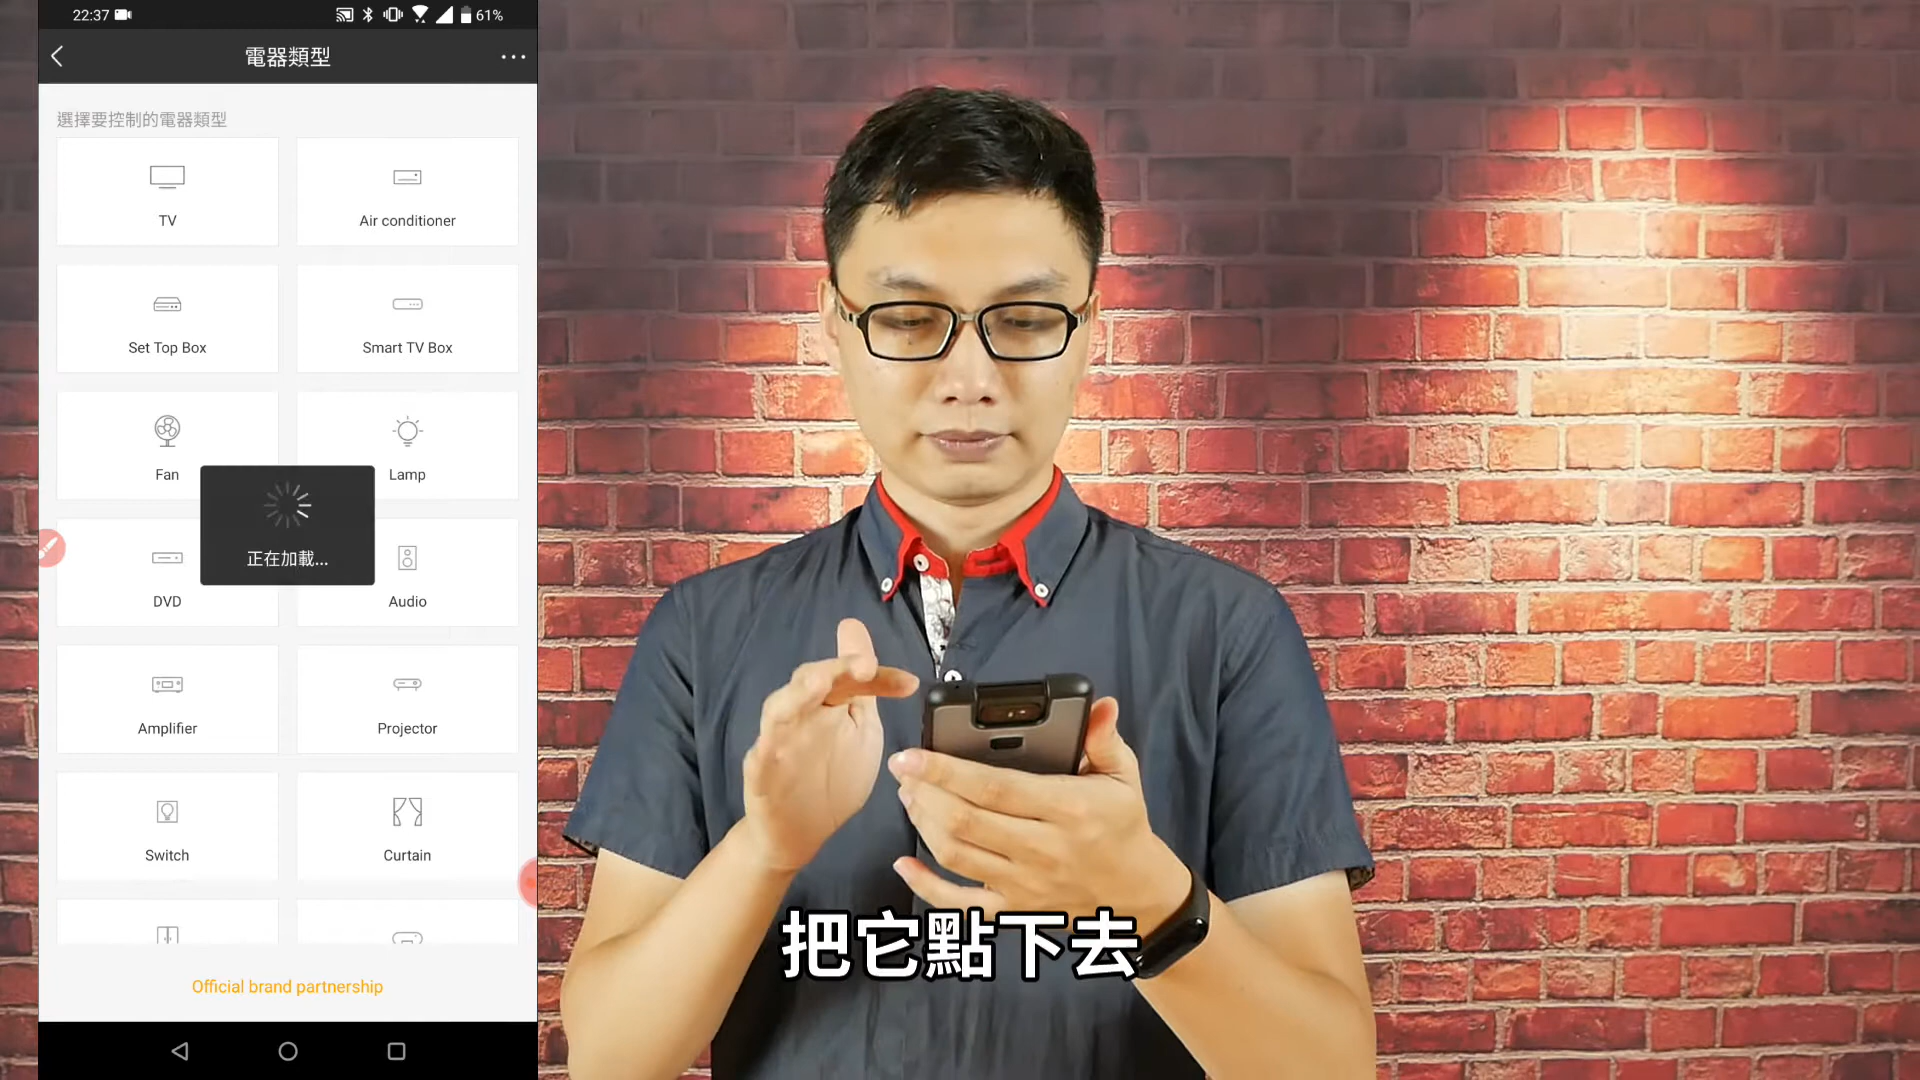 22:37
61%
電器類型
選擇要控制的電器類型
TV
Air conditioner
Set Top Box
Smart TV Box
Fan
Lamp
正在加載...
DVD
Audio
Amplifier
Projector
Switch
Curtain
Official brand partnership
把它點下去